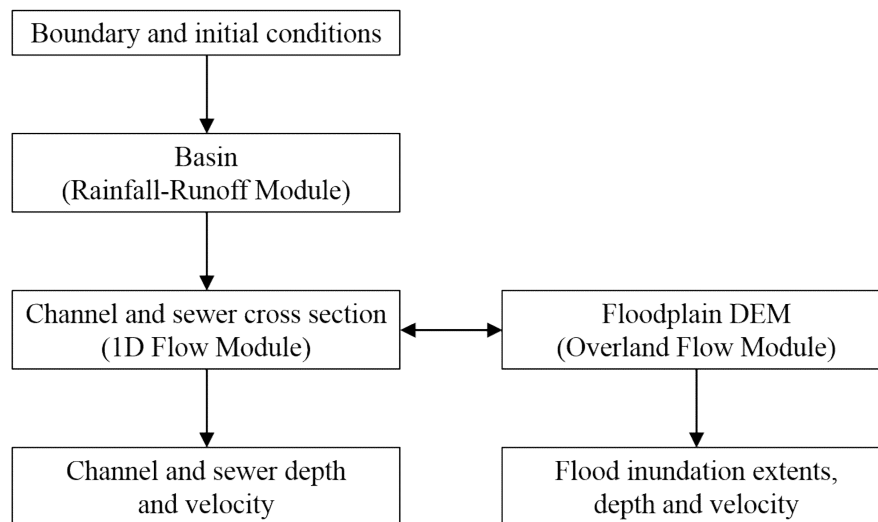 Boundary and initial conditions
Basin
(Rainfall-Runoff Module)
Channel and sewer cross section
(1D Flow Module)
Floodplain DEM
(Overland Flow Module)
Channel and sewer depth
and velocity
Flood inundation extents,
depth and velocity